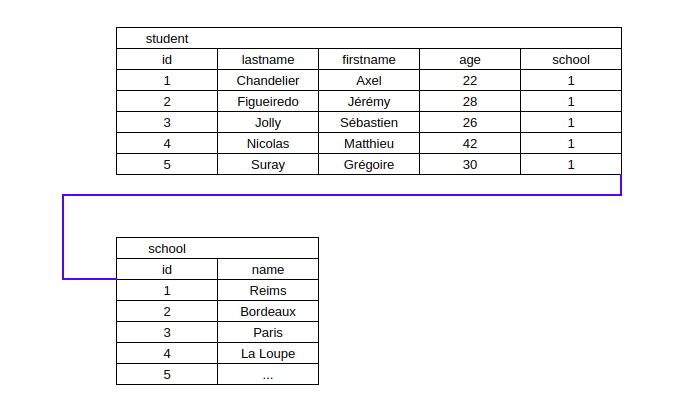 student
id lastname firstname age school
1 Chandelier Axel 22 1
2 Figueiredo Jérémy 28 1
3 Jolly Sébastien 26 1
4 Nicolas Matthieu 42 1
5 Suray Grégoire 30 1
school
id name
1 Reims
2 Bordeaux
3 Paris
4 La Loupe
5 ...